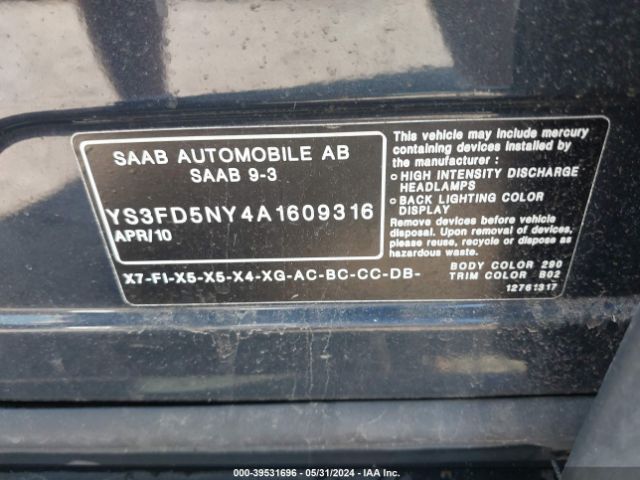 SAAB AUTOMOBILE AB
SAAB 9-3
YS3FD5NY4A1609316
APR/10
X7-FI-X5-X5-X4-XG-AC-BC-CC-DB-
This vehicle may include mercury
containing devices installed by
the manufacturer :
o HIGH INTENSITY DISCHARGE
HEADLAMPS
o BACK LIGHTING COLOR
DISPLAY
Remove devices before vehicle
disposal. Upon removal of devices,
please reuse, recycle or dispose as
hazardous waste.
BODY COLOR 290
TRIM COLOR B02
12761317
000-39531696 - 05/31/2024 - IAA Inc.